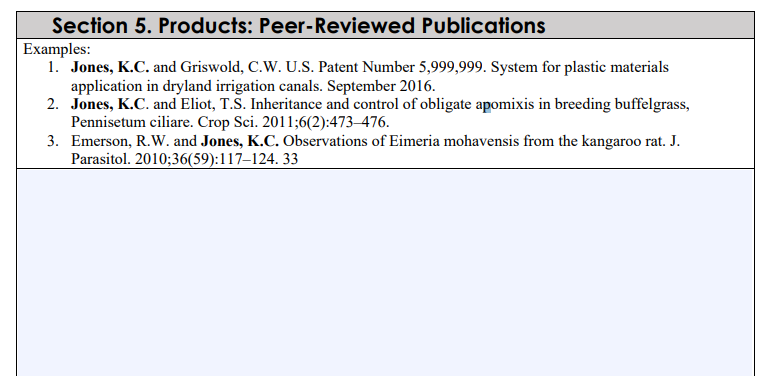 Section 5. Products: Peer-Reviewed Publications
Examples:
1. Jones, K.C. and Griswold, C.W. U.S. Patent Number 5,999,999. System for plastic materials
application in dryland irrigation canals. September 2016.
2. Jones, K.C. and Eliot, T.S. Inheritance and control of obligate apomixis in breeding buffelgrass,
Pennisetum ciliare. Crop Sci. 2011;6(2):473–476.
3. Emerson, R.W. and Jones, K.C. Observations of Eimeria mohavensis from the kangaroo rat. J.
Parasitol. 2010;36(59):117–124. 33